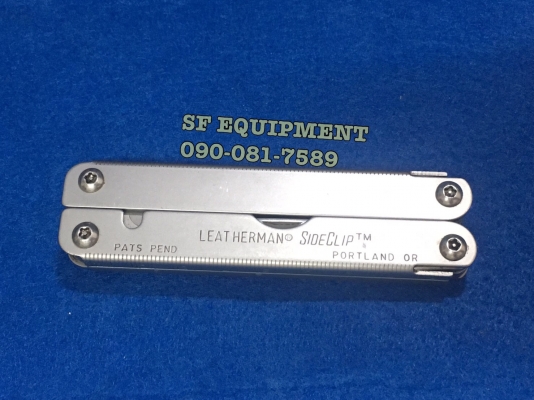 SF EQUIPMENT
090-081-7589
LEATHERMAN® SIDECLIP™
PATS PEND
PORTLAND OR